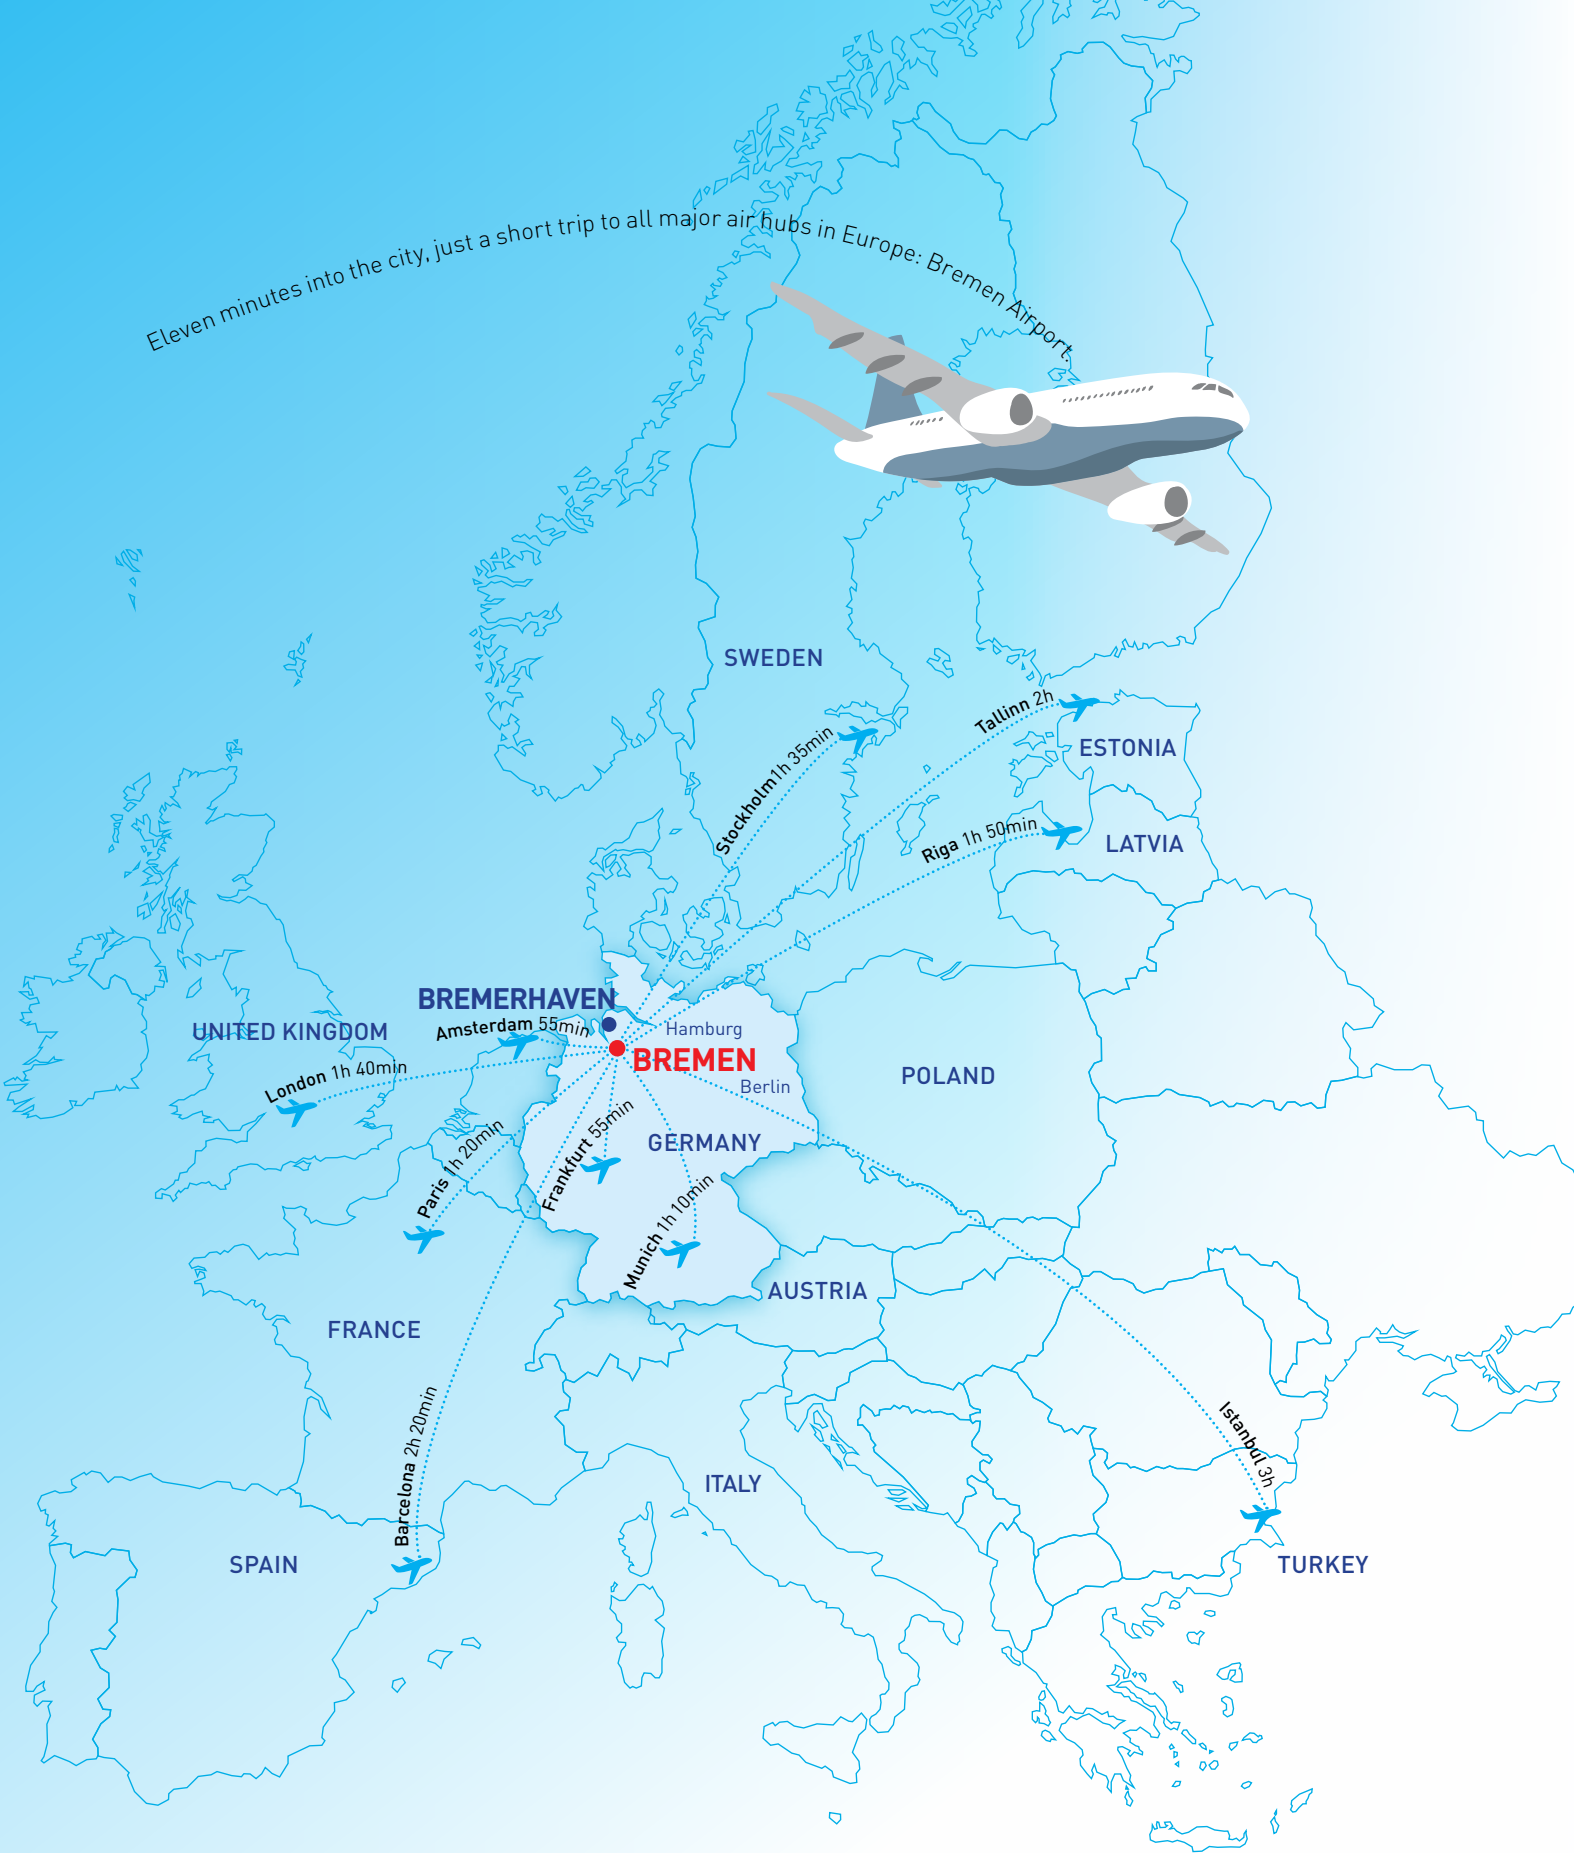 Eleven minutes into the city, just a short trip to all major air hubs in Europe: Bremen Airport.
SWEDEN
Tallinn 2h
Stockholm 1h 35min
ESTONIA
Riga 1h 50min
LATVIA
BREMERHAVEN
UNITED KINGDOM
Amsterdam 55min
Hamburg
BREMEN
London 1h 40min
Berlin
POLAND
Paris 1h 20min
Frankfurt 55min
GERMANY
Munich 1h 10min
AUSTRIA
FRANCE
Barcelona 2h 20min
Istanbul 3h
ITALY
SPAIN
TURKEY